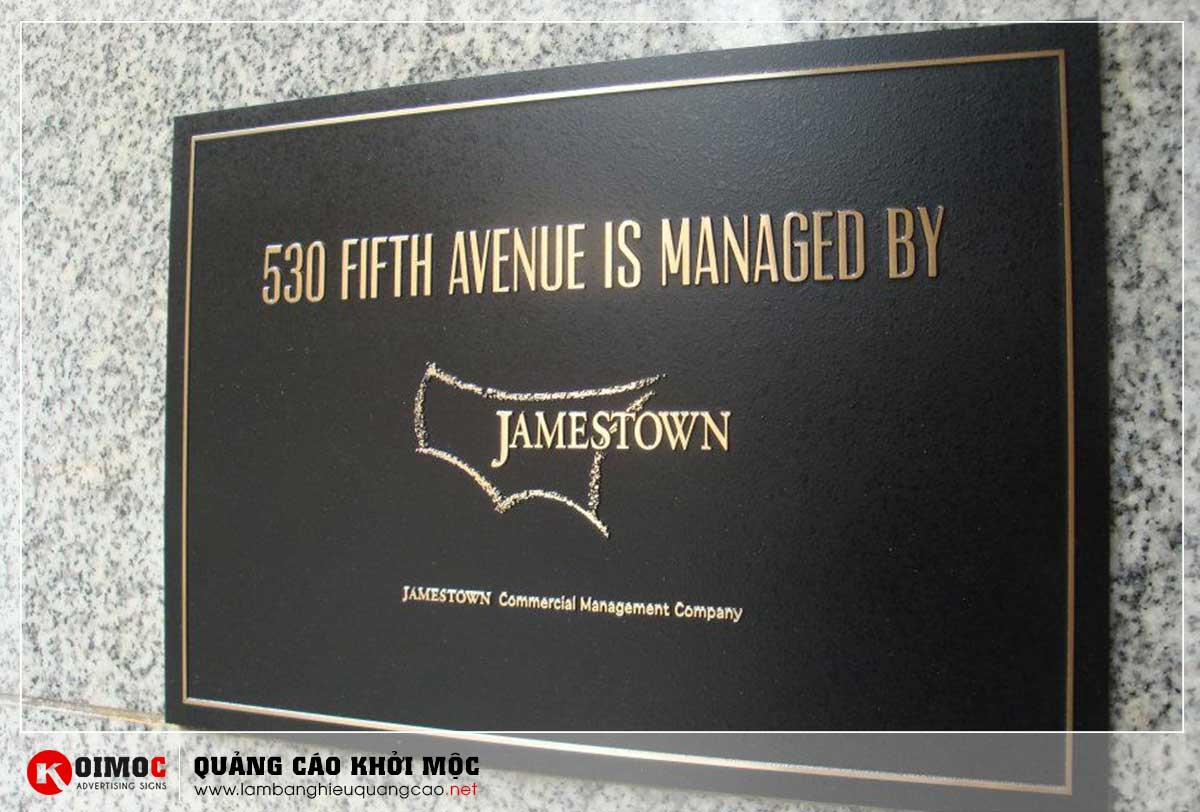 530 FIFTH AVENUE IS MANAGED BY
JAMESTOWN
JAMESTOWN Commercial Management Company
KOIMOC
ADVERTISING SIGNS
QUẢNG CÁO KHỞI MỘC
www.lambanghieuquangcao.net